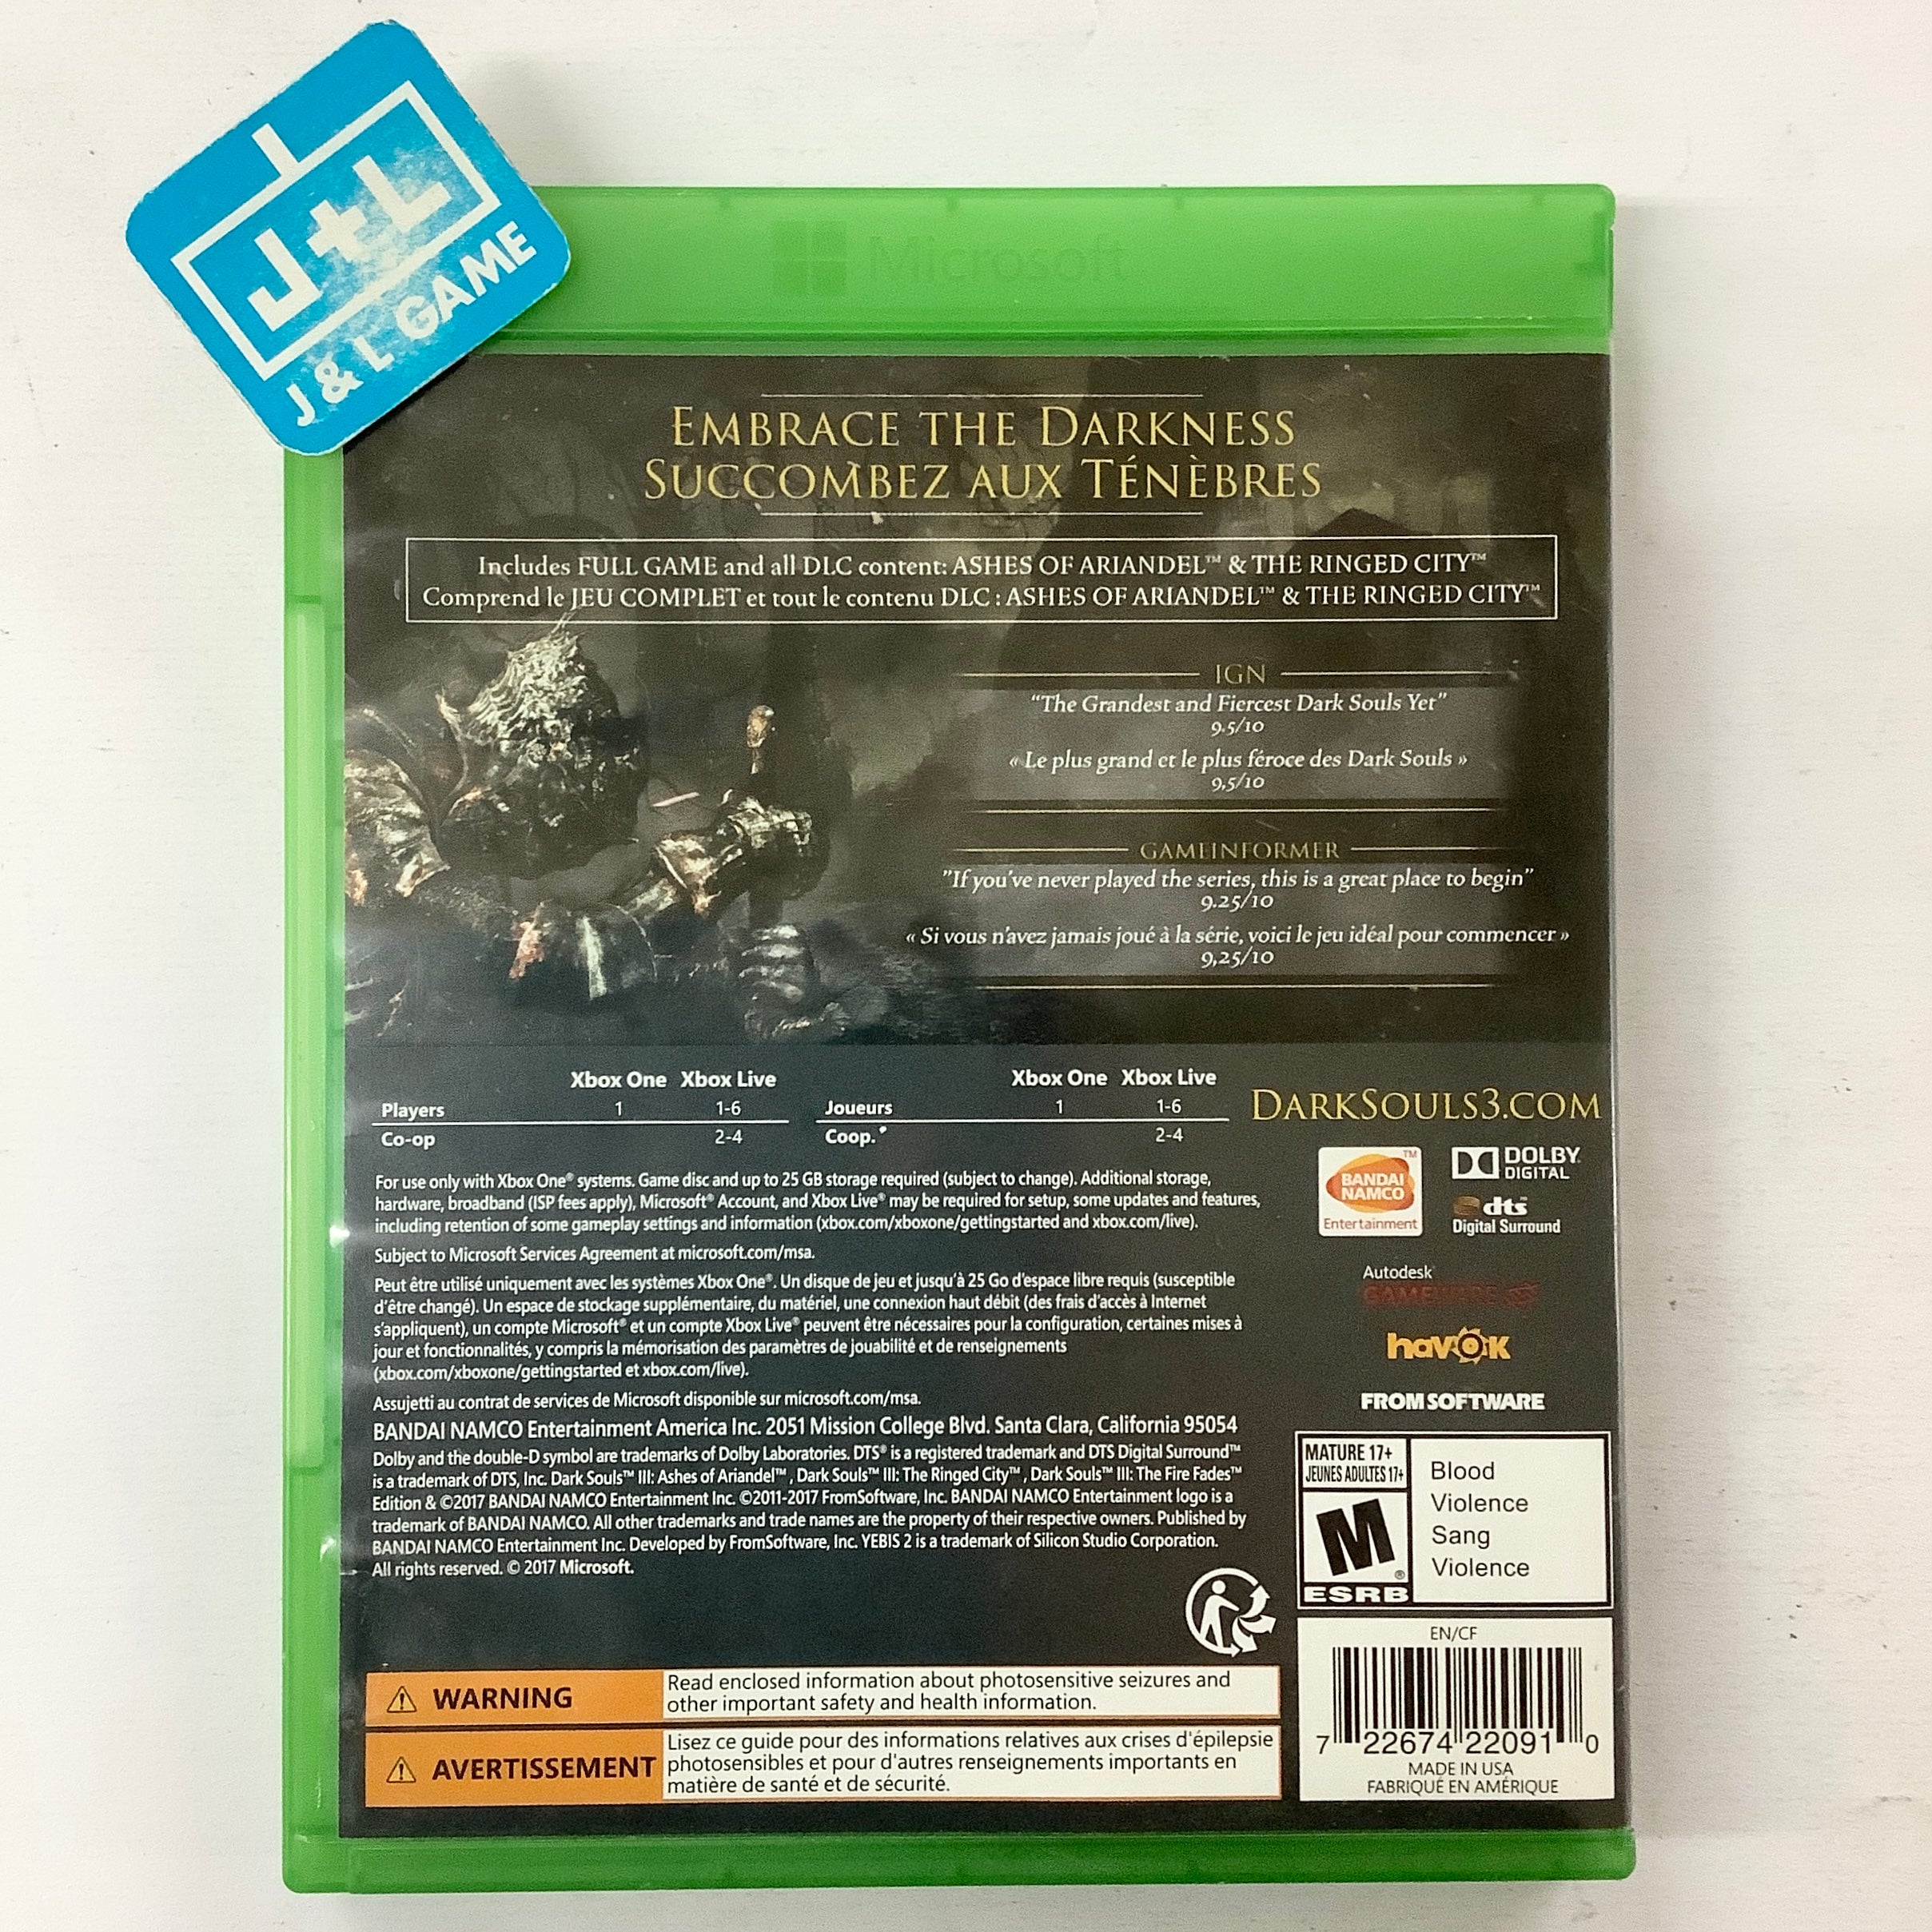 J+L
J & L GAME
Microsoft
EMBRACE THE DARKNESS
SUCCOMBEZ AUX TÉNÈBRES
Includes FULL GAME and all DLC content: ASHES OF ARIANDEL™ & THE RINGED CITY™
Comprend le JEU COMPLET et tout le contenu DLC : ASHES OF ARIANDEL™ & THE RINGED CITY™
IGN
“The Grandest and Fiercest Dark Souls Yet”
9.5/10
« Le plus grand et le plus féroce des Dark Souls »
9,5/10
GAMEINFORMER
”If you’ve never played the series, this is a great place to begin”
9.25/10
« Si vous n’avez jamais joué à la série, voici le jeu idéal pour commencer »
9,25/10
Xbox One Xbox Live
Players 1 1-6
Co-op 2-4
Xbox One Xbox Live
Joueurs 1 1-6
Coop. 2-4
DARKSOULS3.COM
For use only with Xbox One® systems. Game disc and up to 25 GB storage required (subject to change). Additional storage,
hardware, broadband (ISP fees apply), Microsoft® Account, and Xbox Live® may be required for setup, some updates and features,
including retention of some gameplay settings and information (xbox.com/xboxone/gettingstarted and xbox.com/live).
Subject to Microsoft Services Agreement at microsoft.com/msa.
Peut être utilisé uniquement avec les systèmes Xbox One®. Un disque de jeu et jusqu’à 25 Go d’espace libre requis (susceptible
d’être changé). Un espace de stockage supplémentaire, du matériel, une connexion haut débit (des frais d’accès à Internet
s’appliquent), un compte Microsoft® et un compte Xbox Live® peuvent être nécessaires pour la configuration, certaines mises à
jour et fonctionnalités, y compris la mémorisation des paramètres de jouabilité et de renseignements
(xbox.com/xboxone/gettingstarted et xbox.com/live).
Assujetti au contrat de services de Microsoft disponible sur microsoft.com/msa.
BANDAI NAMCO Entertainment America Inc. 2051 Mission College Blvd. Santa Clara, California 95054
Dolby and the double-D symbol are trademarks of Dolby Laboratories. DTS® is a registered trademark and DTS Digital Surround™
is a trademark of DTS, Inc. Dark Souls™ III: Ashes of Ariandel™ , Dark Souls™ III: The Ringed City™ , Dark Souls™ III: The Fire Fades™
Edition & ©2017 BANDAI NAMCO Entertainment Inc. ©2011-2017 FromSoftware, Inc. BANDAI NAMCO Entertainment logo is a
trademark of BANDAI NAMCO. All other trademarks and trade names are the property of their respective owners. Published by
BANDAI NAMCO Entertainment Inc. Developed by FromSoftware, Inc. YEBIS 2 is a trademark of Silicon Studio Corporation.
All rights reserved. © 2017 Microsoft.
BANDAI
NAMCO
™
Entertainment
DOLBY
DIGITAL
dts
Digital Surround
Autodesk
GAMEWARE
havok
FROMSOFTWARE
MATURE 17+
JEUNES ADULTES 17+
M
®
ESRB
Blood
Violence
Sang
Violence
EN/CF
7 22674 22091 0
MADE IN USA
FABRIQUÉ EN AMÉRIQUE
WARNING
Read enclosed information about photosensitive seizures and
other important safety and health information.
AVERTISSEMENT
Lisez ce guide pour des informations relatives aux crises d'épilepsie
photosensibles et pour d'autres renseignements importants en
matière de santé et de sécurité.